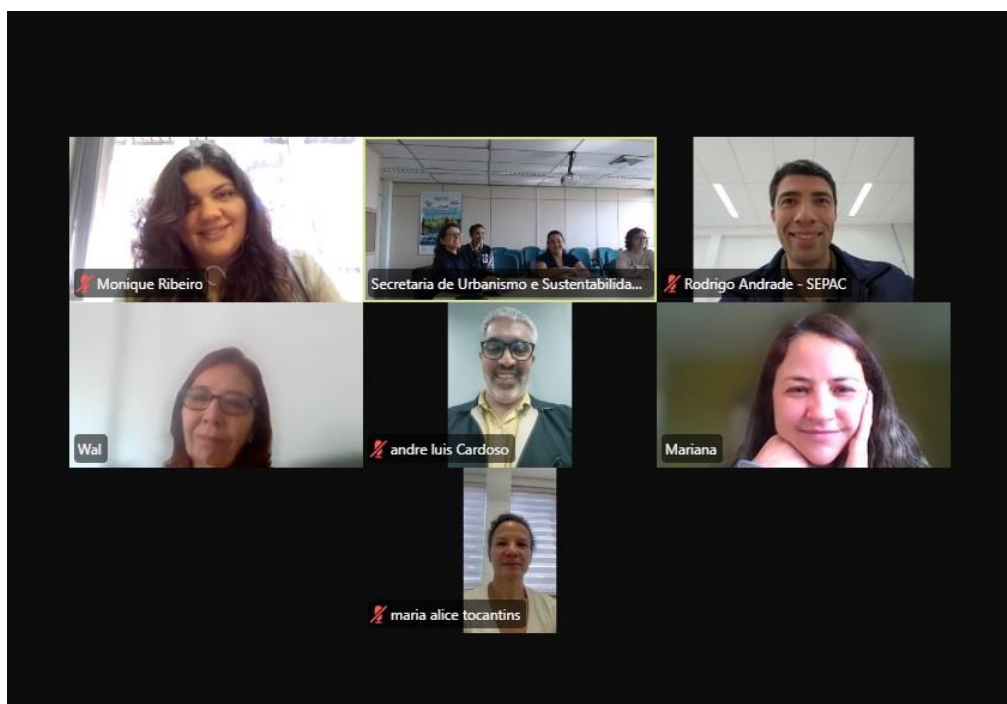 Monique Ribeiro
Secretaria de Urbanismo e Sustentabilida...
Rodrigo Andrade - SEPAC
Wal
andre luis Cardoso
Mariana
maria alice tocantins